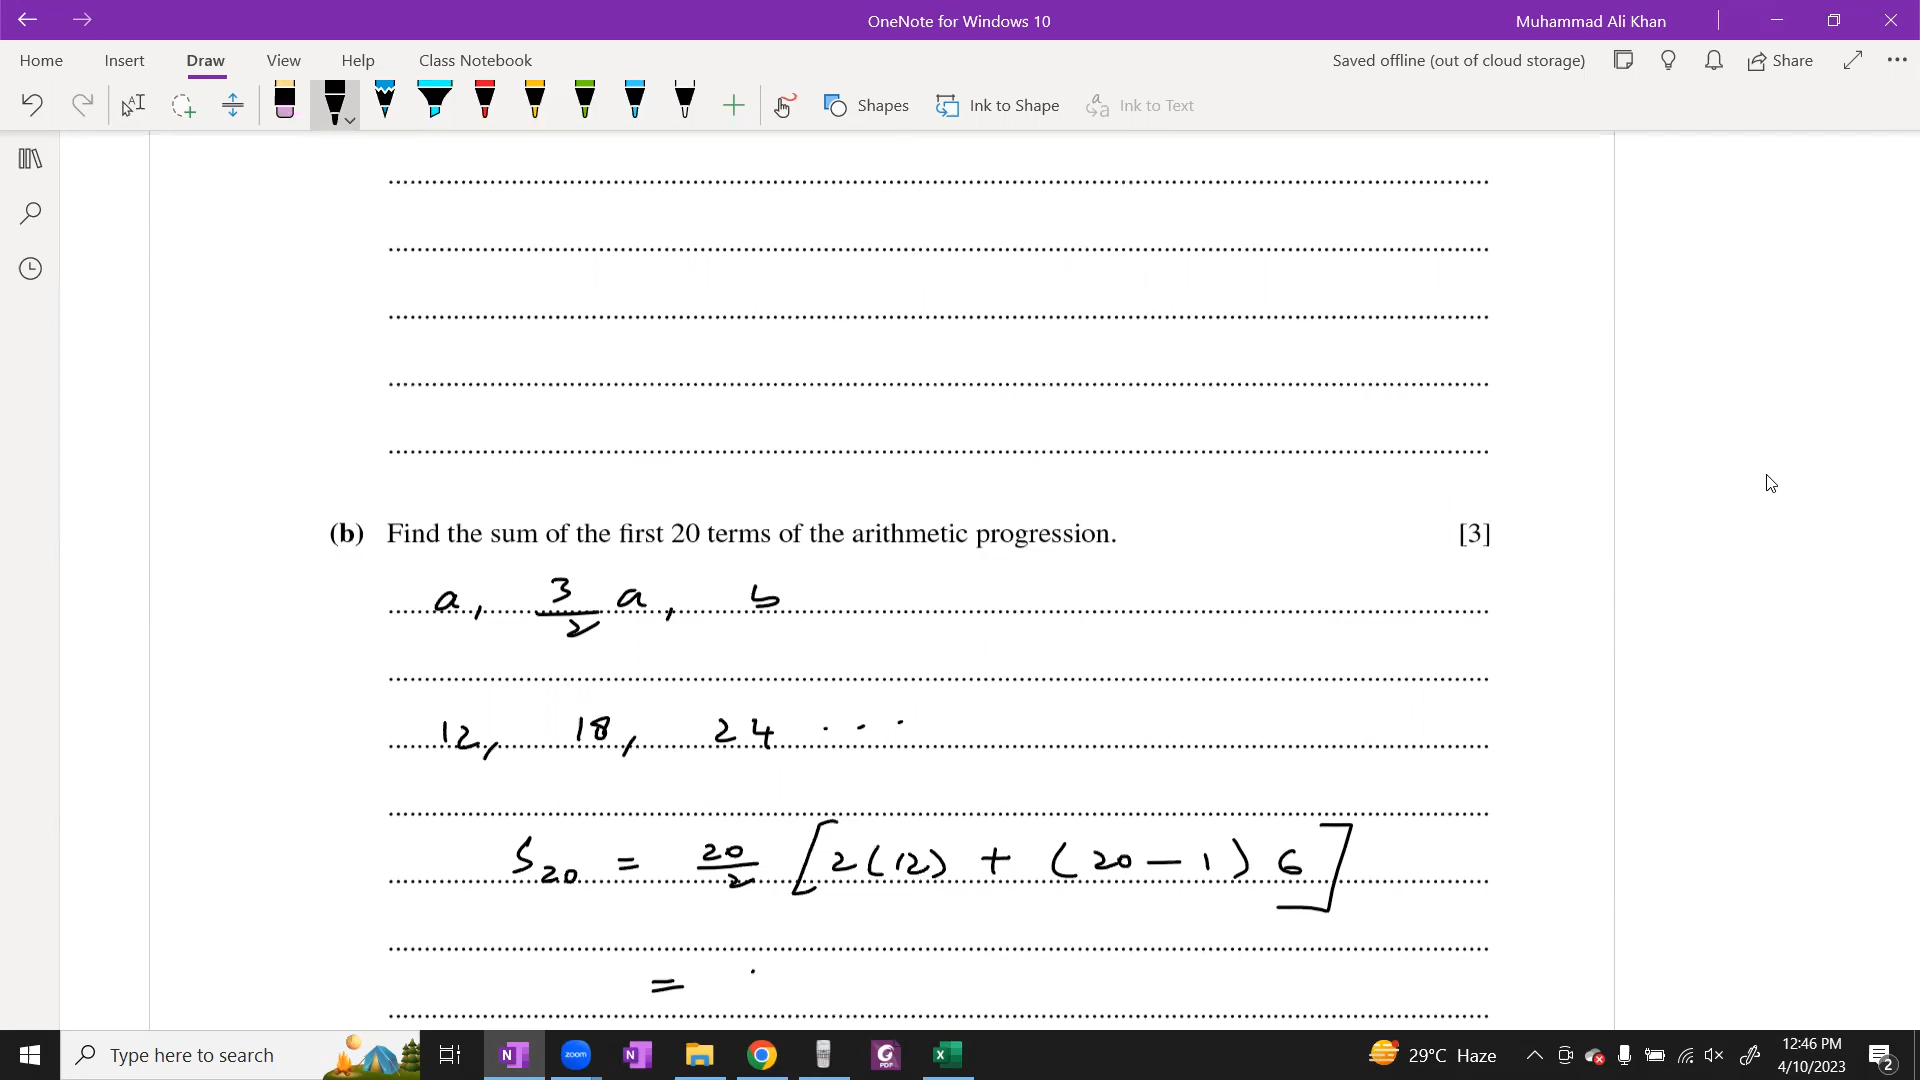 OneNote for Windows 10
Muhammad Ali Khan
Home Insert Draw View Help Class Notebook
Saved offline (out of cloud storage) Share
Shapes Ink to Shape Ink to Text
(b) Find the sum of the first 20 terms of the arithmetic progression. [3]
a, 3/2 a, b
12, 18, 24 . . .
S20 = 20/2 [2(12) + (20 - 1) 6]
=
Type here to search
zoom
29°C Haze
12:46 PM
4/10/2023
2